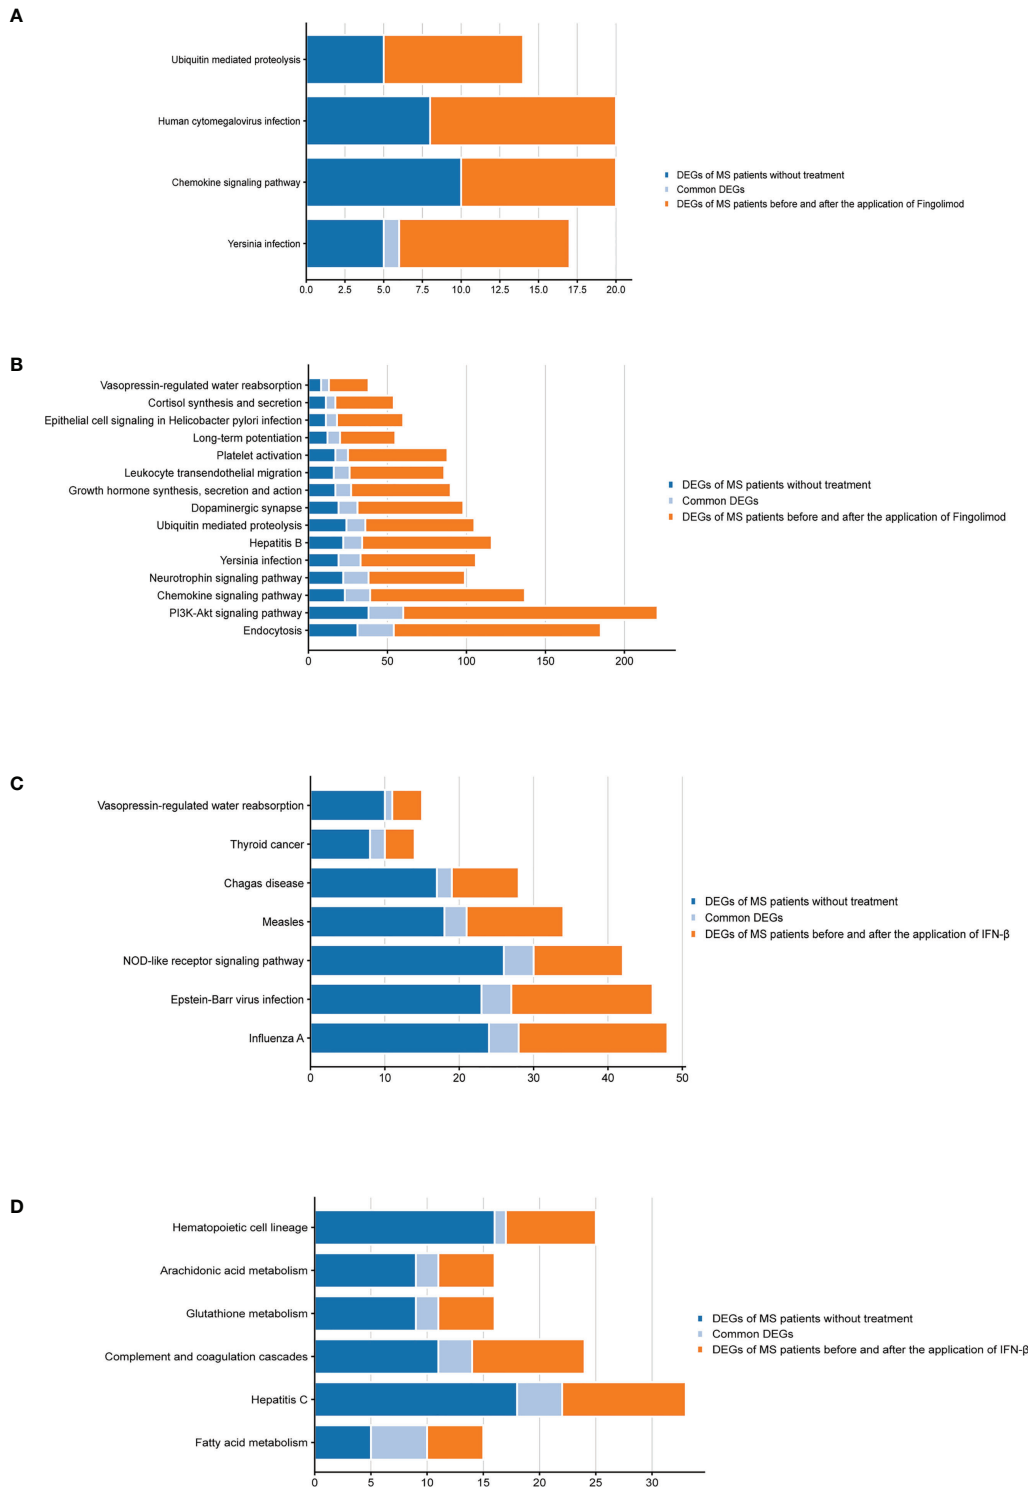 A
Ubiquitin mediated proteolysis
Human cytomegalovirus infection
Chemokine signaling pathway
Yersinia infection
0.0 2.5 5.0 7.5 10.0 12.5 15.0 17.5 20.0
DEGs of MS patients without treatment
Common DEGs
DEGs of MS patients before and after the application of Fingolimod
B
Vasopressin-regulated water reabsorption
Cortisol synthesis and secretion
Epithelial cell signaling in Helicobacter pylori infection
Long-term potentiation
Platelet activation
Leukocyte transendothelial migration
Growth hormone synthesis, secretion and action
Dopaminergic synapse
Ubiquitin mediated proteolysis
Hepatitis B
Yersinia infection
Neurotrophin signaling pathway
Chemokine signaling pathway
PI3K-Akt signaling pathway
Endocytosis
0 50 100 150 200
DEGs of MS patients without treatment
Common DEGs
DEGs of MS patients before and after the application of Fingolimod
C
Vasopressin-regulated water reabsorption
Thyroid cancer
Chagas disease
Measles
NOD-like receptor signaling pathway
Epstein-Barr virus infection
Influenza A
0 10 20 30 40 50
DEGs of MS patients without treatment
Common DEGs
DEGs of MS patients before and after the application of IFN-β
D
Hematopoietic cell lineage
Arachidonic acid metabolism
Glutathione metabolism
Complement and coagulation cascades
Hepatitis C
Fatty acid metabolism
0 5 10 15 20 25 30
DEGs of MS patients without treatment
Common DEGs
DEGs of MS patients before and after the application of IFN-β